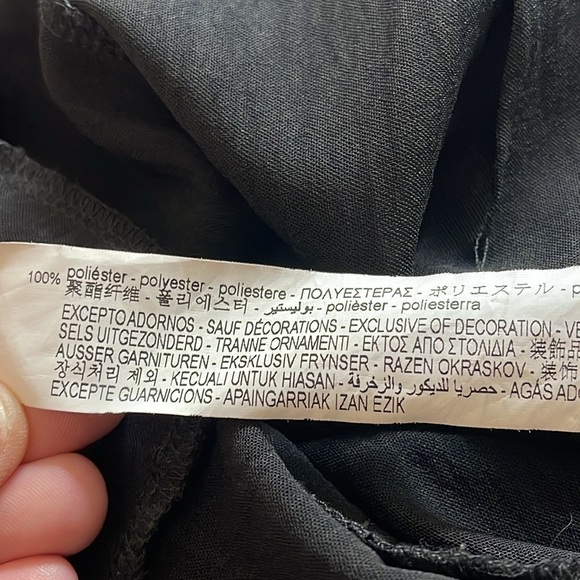 100% poliéster - polyester - poliestere - ΠΟΛΥΕΣΤΕΡΑΣ - ポリエステル - p
聚酯纤维 - 폴리에스터 - بوليستير - polièster - poliesterra
EXCEPTO ADORNOS - SAUF DÉCORATIONS - EXCLUSIVE OF DECORATION - VE
SELS UITGEZONDERD - TRANNE ORNAMENTI - ΕΚΤΟΣ ΑΠΟ ΣΤΟΛΙΔΙΑ - 装飾品
AUSSER GARNITUREN - EKSKLUSIV FRYNSER - RAZEN OKRASKOV - 装饰
장식처리 제외 - KECUALI UNTUK HIASAN - حصريا للديكور والزخرفة - AGAS ADO
EXCEPTE GUARNICIONS - APAINGARRIAK IZAN EZIK